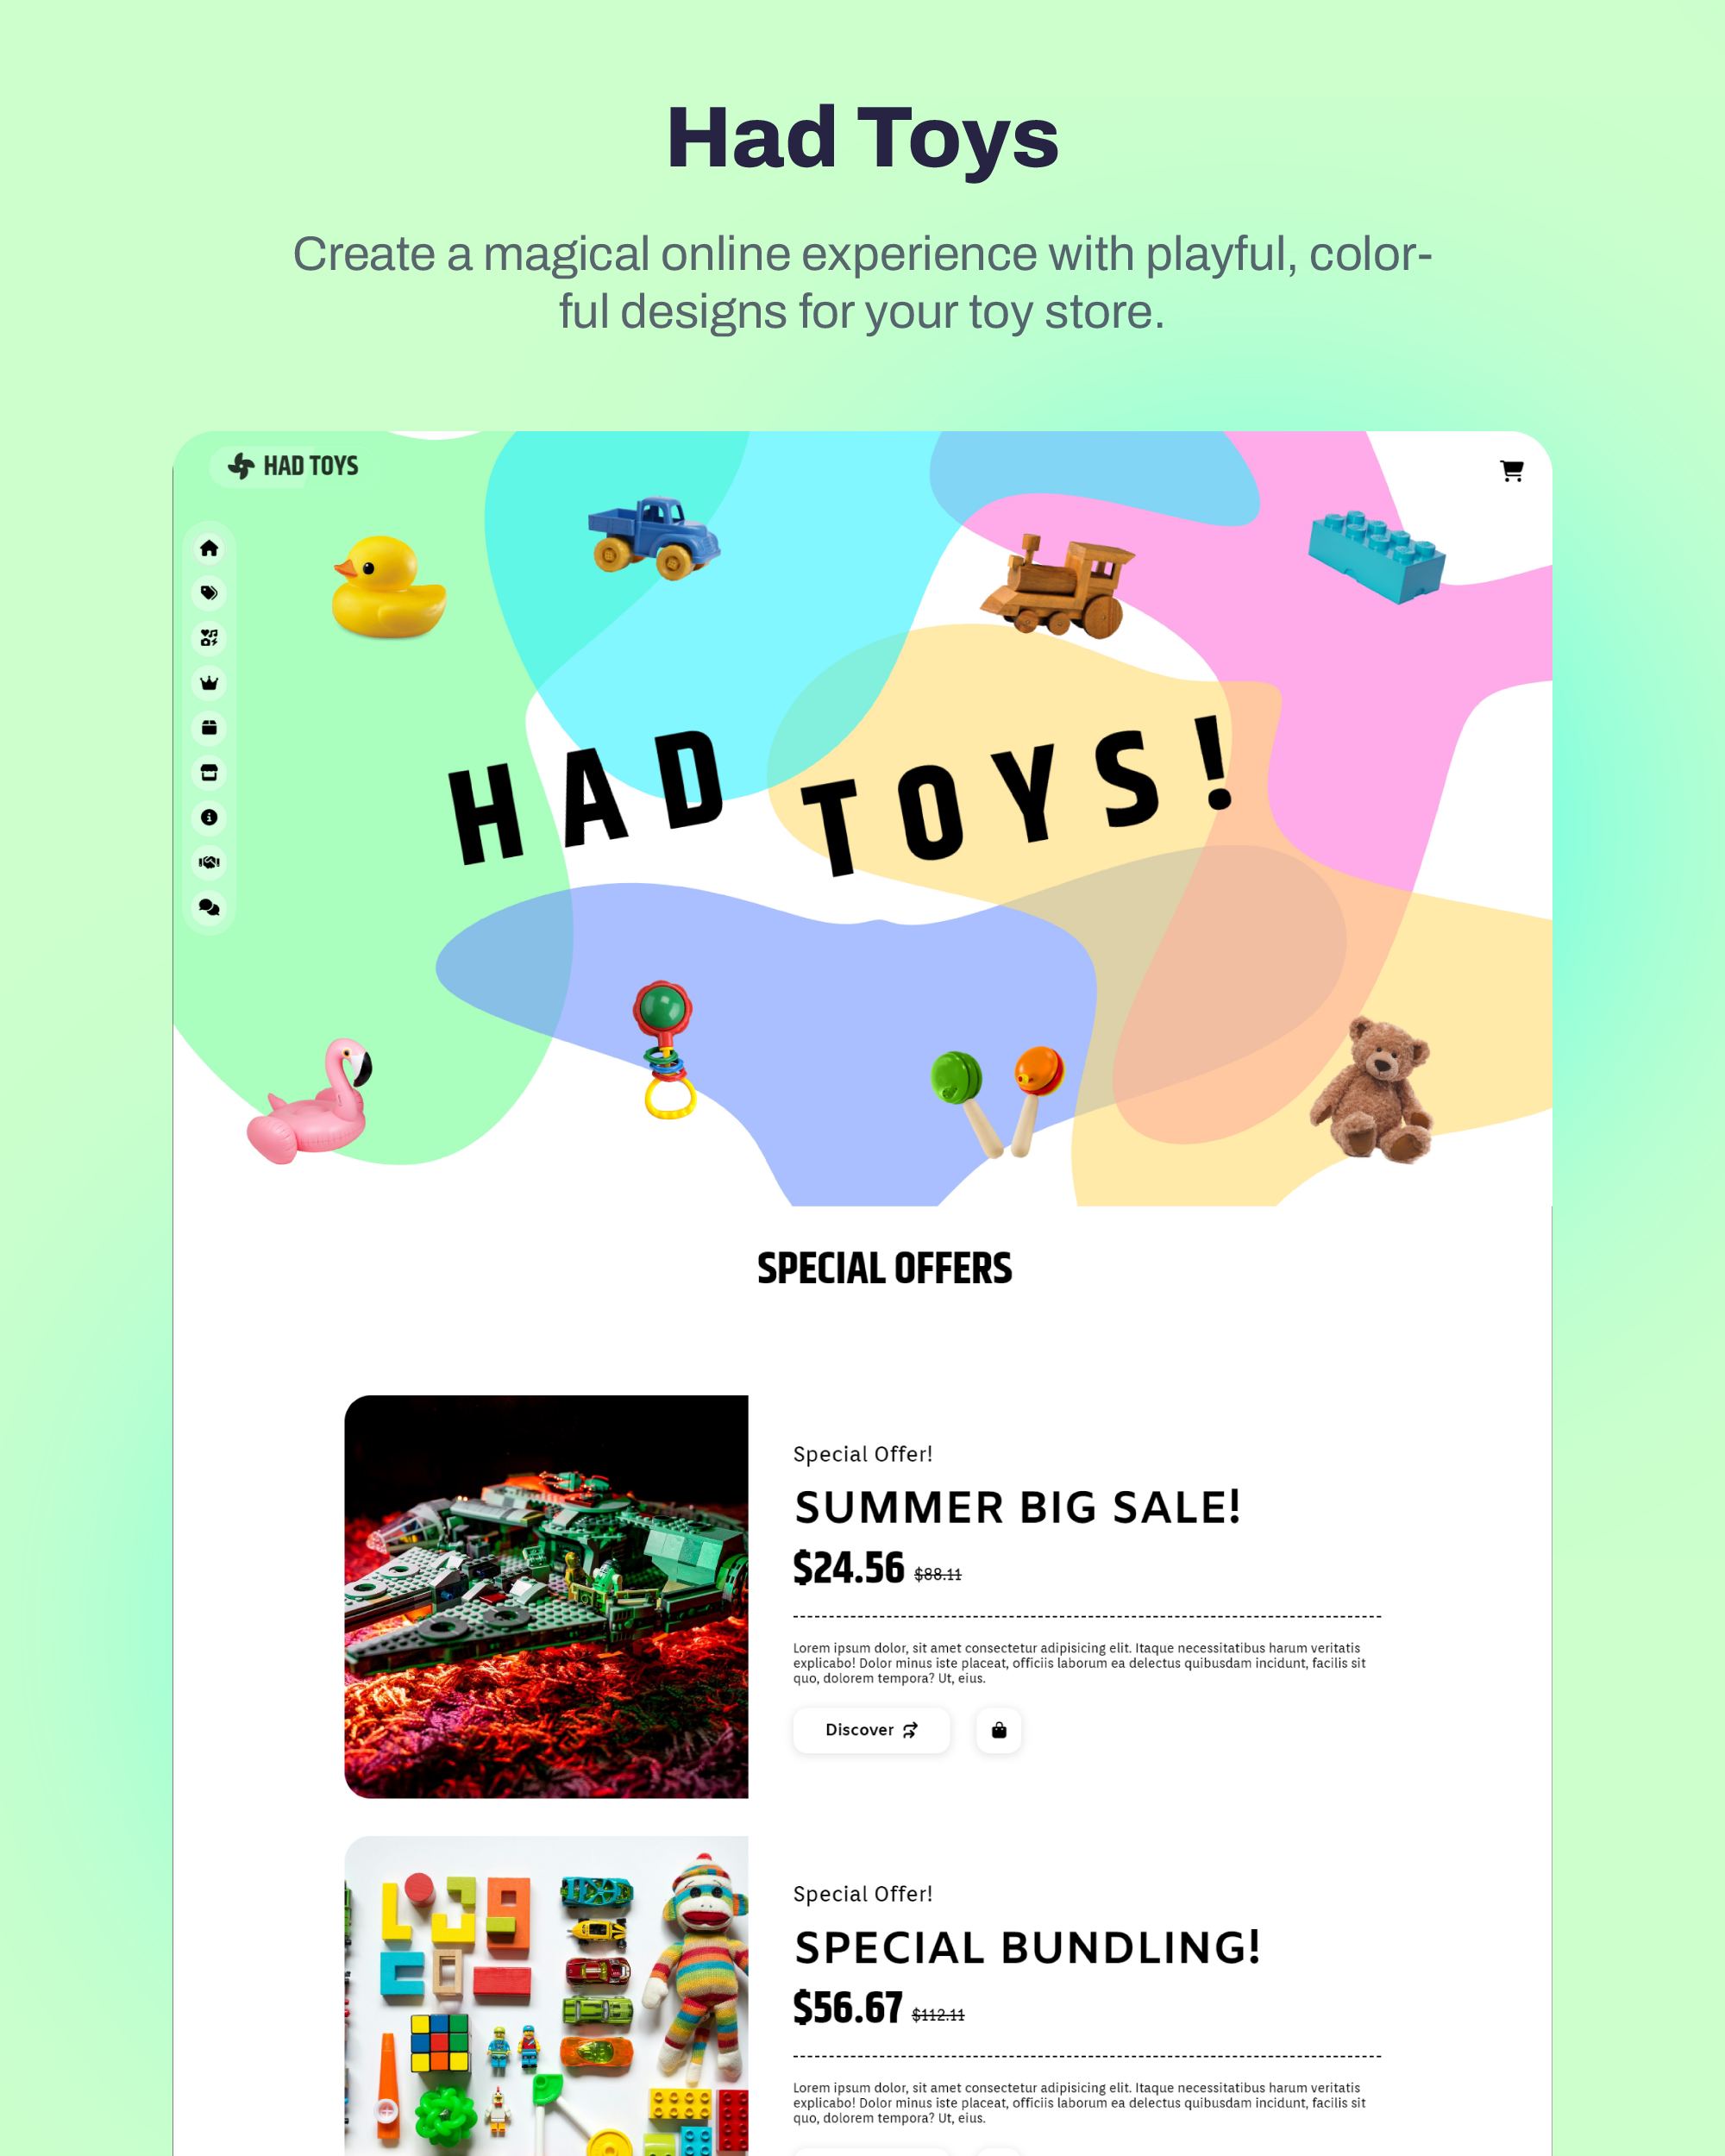 Had Toys
Create a magical online experience with playful, color-
ful designs for your toy store.
HAD TOYS
HAD TOYS!
SPECIAL OFFERS
Special Offer!
SUMMER BIG SALE!
$24.56 $88.11
Lorem ipsum dolor, sit amet consectetur adipisicing elit. Itaque necessitatibus harum veritatis
explicabo! Dolor minus iste placeat, officiis laborum ea delectus quibusdam incidunt, facilis sit
quo, dolorem tempora? Ut, eius.
Discover
Special Offer!
SPECIAL BUNDLING!
$56.67 $112.11
Lorem ipsum dolor, sit amet consectetur adipisicing elit. Itaque necessitatibus harum veritatis
explicabo! Dolor minus iste placeat, officiis laborum ea delectus quibusdam incidunt, facilis sit
quo, dolorem tempora? Ut, eius.